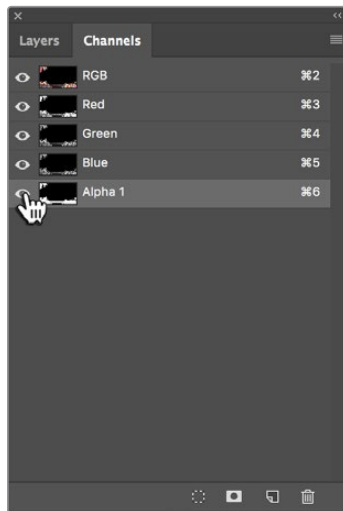 Layers Channels
RGB ⌘2
Red ⌘3
Green ⌘4
Blue ⌘5
Alpha 1 ⌘6